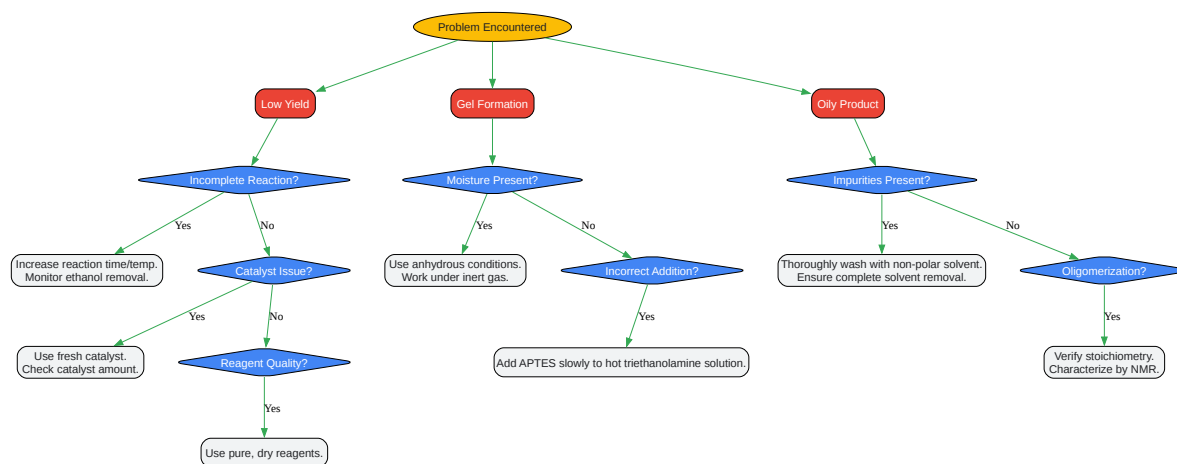 Problem Encountered
Low Yield
Gel Formation
Oily Product
Incomplete Reaction?
Moisture Present?
Impurities Present?
Yes
No
Yes
No
Yes
No
Increase reaction time/temp.
Monitor ethanol removal.
Catalyst Issue?
Use anhydrous conditions.
Work under inert gas.
Incorrect Addition?
Thoroughly wash with non-polar solvent.
Ensure complete solvent removal.
Oligomerization?
Yes
No
Yes
Yes
Use fresh catalyst.
Check catalyst amount.
Reagent Quality?
Add APTES slowly to hot triethanolamine solution.
Verify stoichiometry.
Characterize by NMR.
Yes
Use pure, dry reagents.